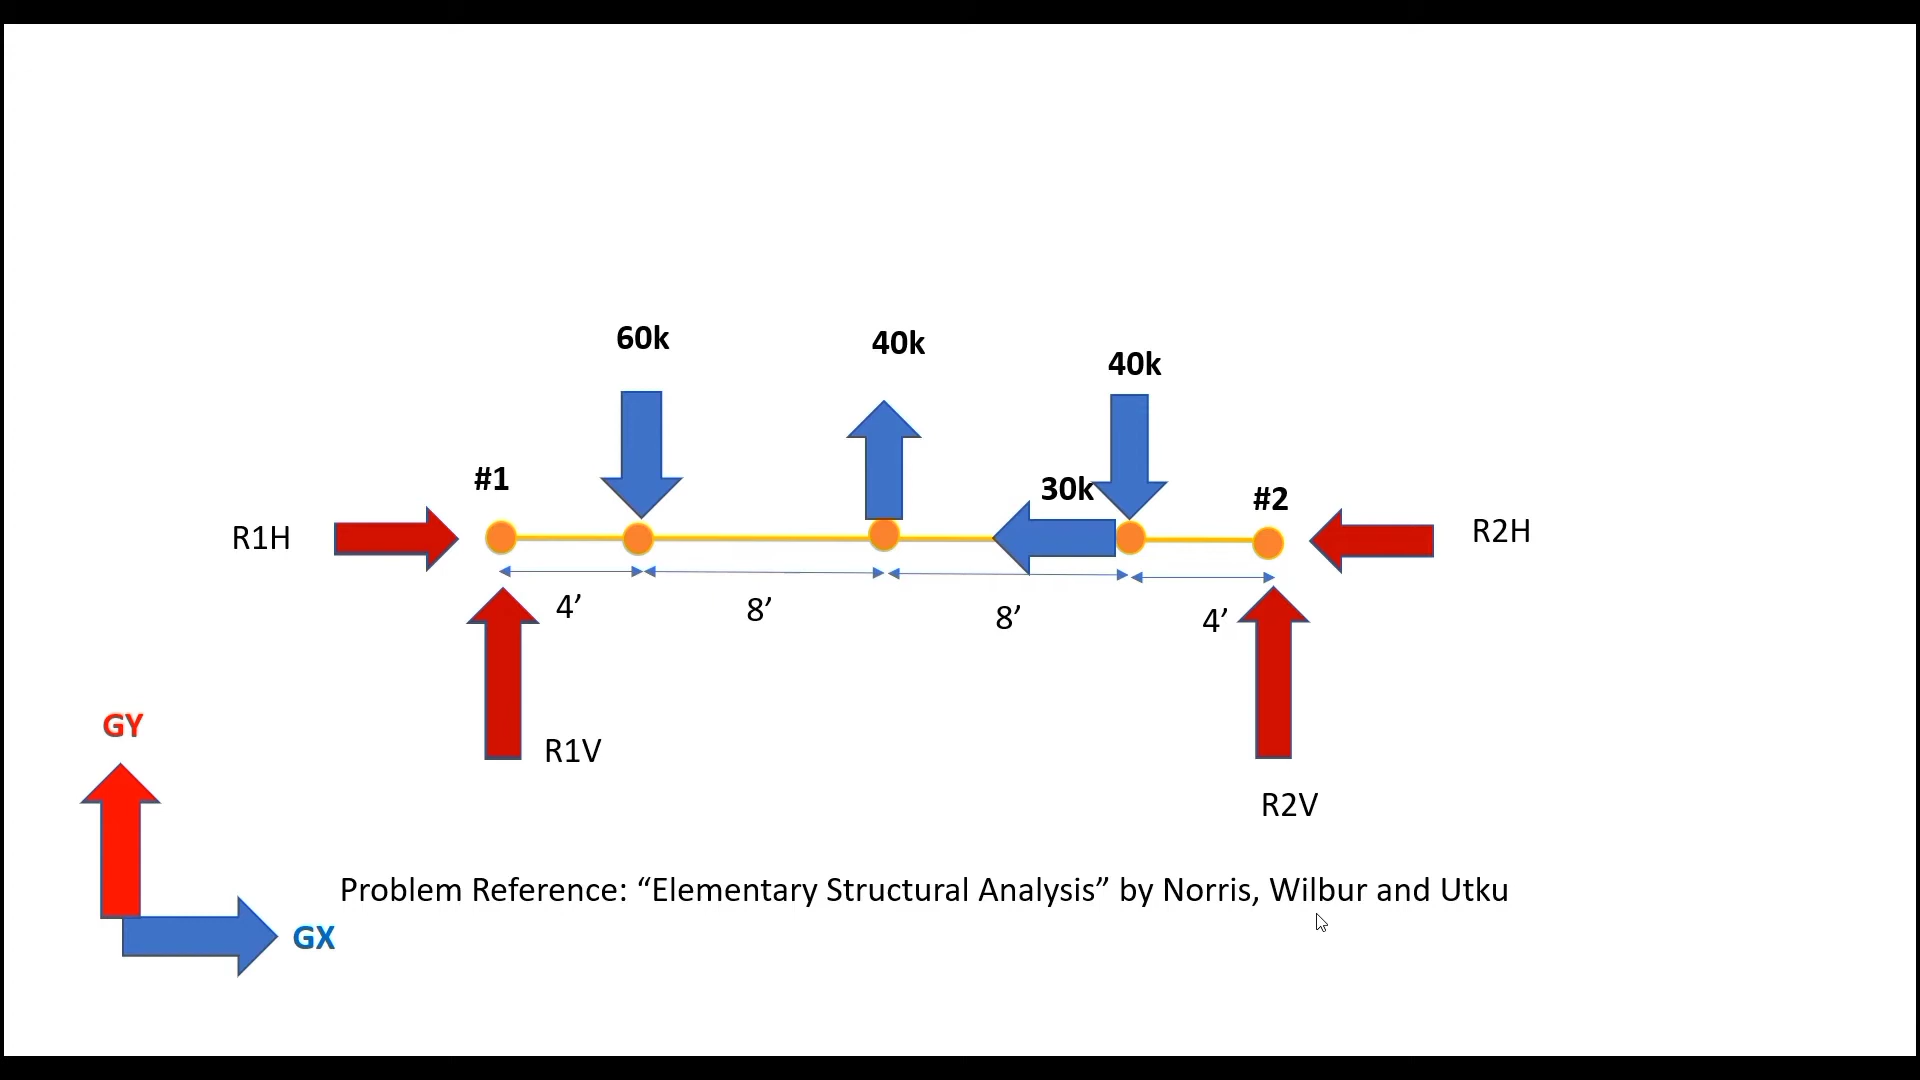 60k
40k
40k
#1
30k
#2
R1H
R2H
4’
8’
8’
4’
R1V
R2V
GY
Problem Reference: “Elementary Structural Analysis” by Norris, Wilbur and Utku
GX